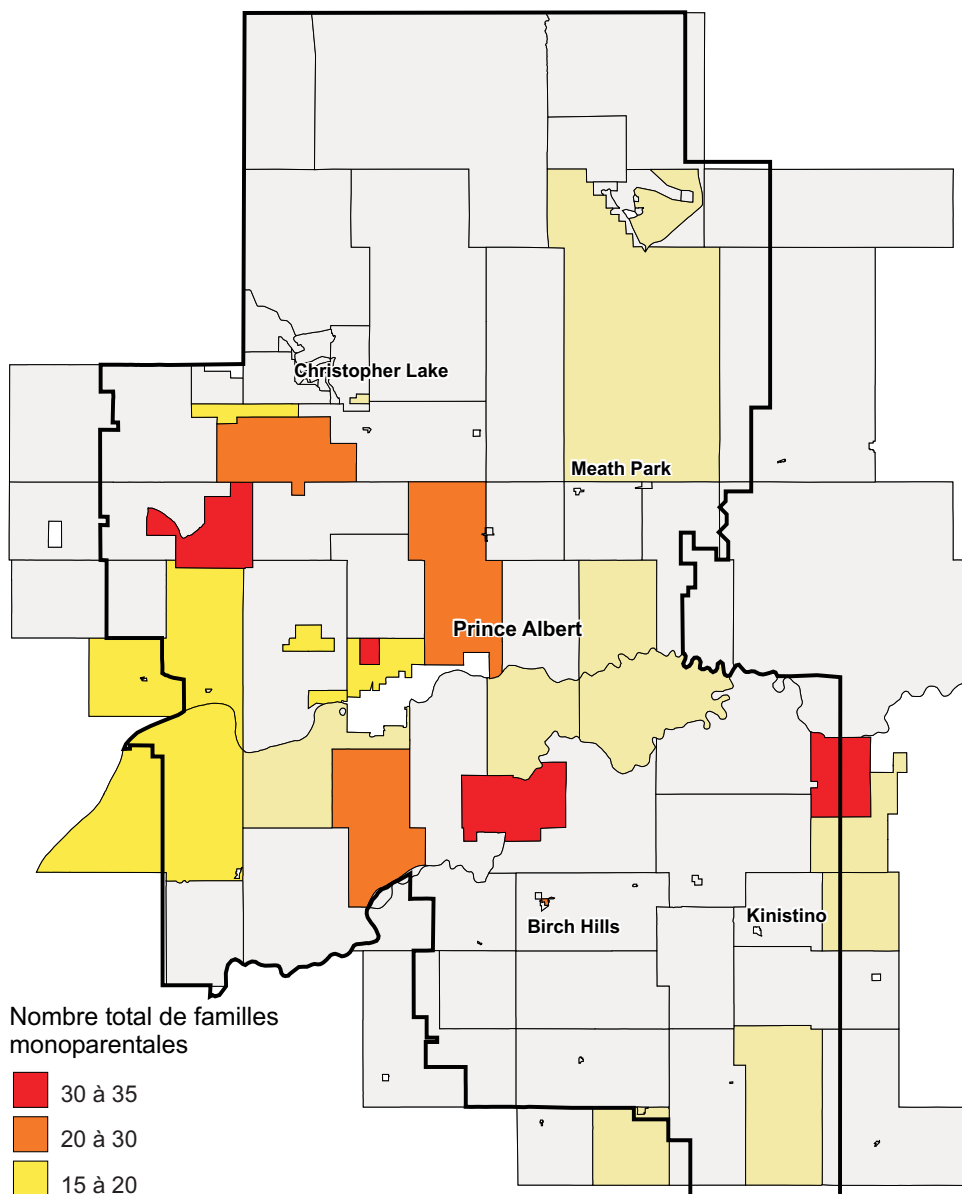 Christopher Lake
Meath Park
Prince Albert
Birch Hills
Kinistino
Nombre total de familles
monoparentales
30 à 35
20 à 30
15 à 20